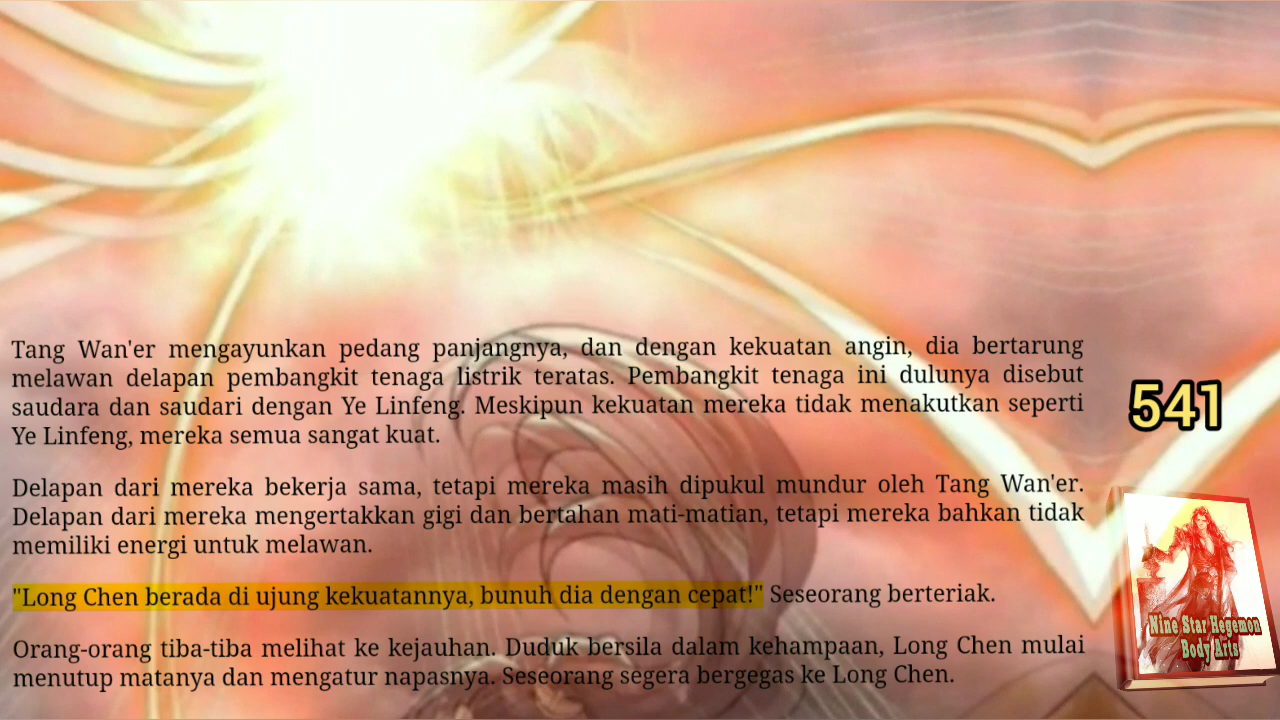 Tang Wan'er mengayunkan pedang panjangnya, dan dengan kekuatan angin, dia bertarung
melawan delapan pembangkit tenaga listrik teratas. Pembangkit tenaga ini dulunya disebut
saudara dan saudari dengan Ye Linfeng. Meskipun kekuatan mereka tidak menakutkan seperti
Ye Linfeng, mereka semua sangat kuat.
Delapan dari mereka bekerja sama, tetapi mereka masih dipukul mundur oleh Tang Wan'er.
Delapan dari mereka mengertakkan gigi dan bertahan mati-matian, tetapi mereka bahkan tidak
memiliki energi untuk melawan.
"Long Chen berada di ujung kekuatannya, bunuh dia dengan cepat!" Seseorang berteriak.
Orang-orang tiba-tiba melihat ke kejauhan. Duduk bersila dalam kehampaan, Long Chen mulai
menutup matanya dan mengatur napasnya. Seseorang segera bergegas ke Long Chen.
541
Nine Star Hegemon
Body Arts